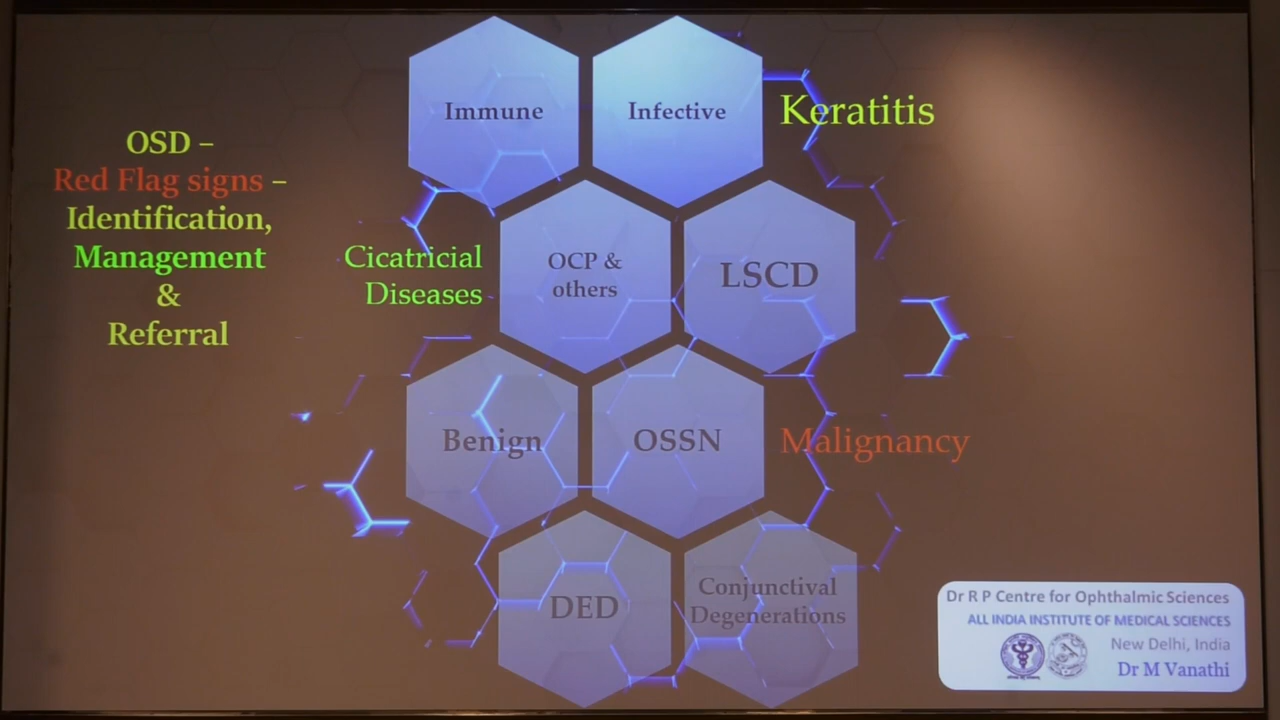 OSD –
Red Flag signs –
Identification,
Management
&
Referral
Immune
Infective
Keratitis
Cicatricial
Diseases
OCP &
others
LSCD
Benign
OSSN
Malignancy
DED
Conjunctival
Degenerations
Dr R P Centre for Ophthalmic Sciences
ALL INDIA INSTITUTE OF MEDICAL SCIENCES
New Delhi, India
Dr M Vanathi